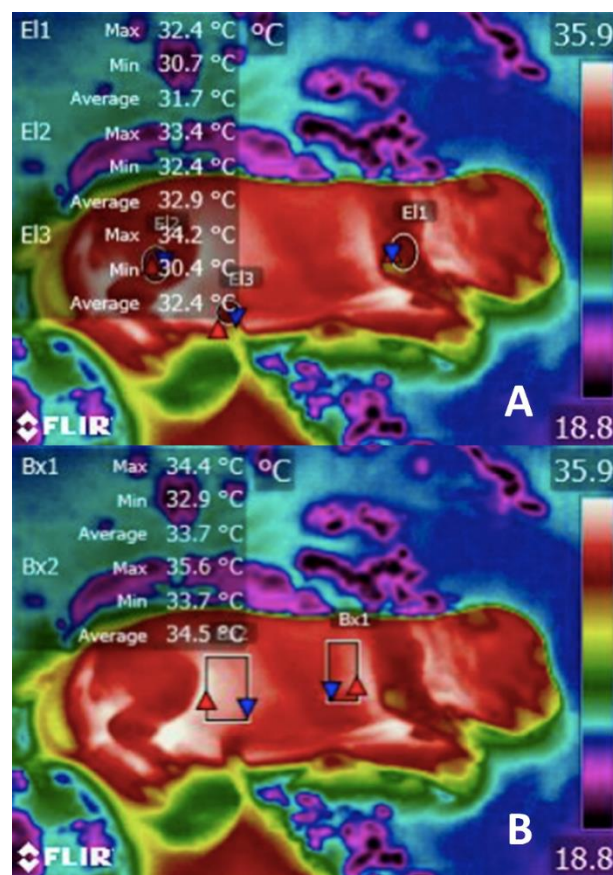 El1 Max 32.4 °C °C 35.9
Min 30.7 °C
Average 31.7 °C
El2 Max 33.4 °C
Min 32.4 °C
Average 32.9 °C
El3 Max 34.2 °C
Min 30.4 °C
Average 32.4 °C
El1
El2
El3
A
FLIR 18.8
Bx1 Max 34.4 °C °C 35.9
Min 32.9 °C
Average 33.7 °C
Bx2 Max 35.6 °C
Min 33.7 °C
Average 34.5 °C
Bx1
B
FLIR 18.8